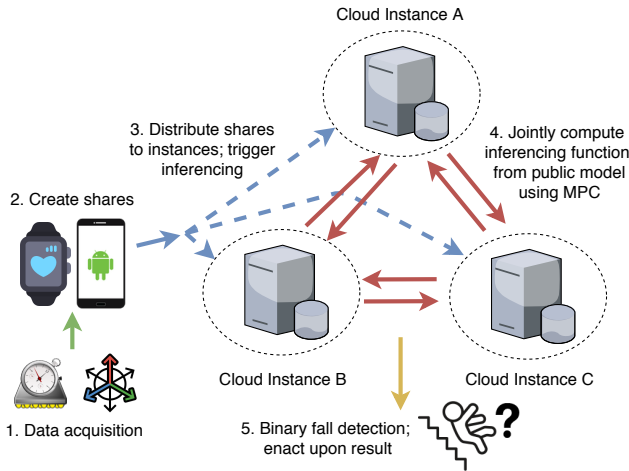 Cloud Instance A
3. Distribute shares
to instances; trigger
inferencing
4. Jointly compute
inferencing function
from public model
using MPC
2. Create shares
Cloud Instance B
Cloud Instance C
1. Data acquisition
5. Binary fall detection;
enact upon result
?